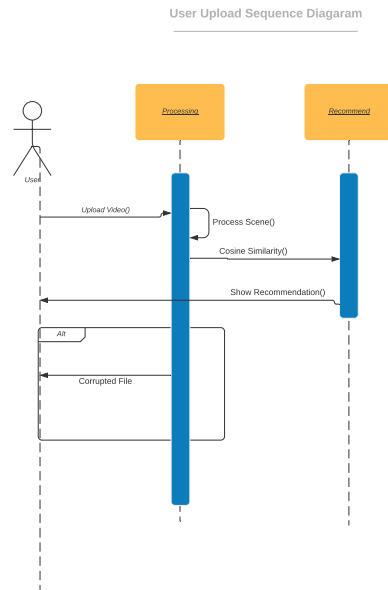 User Upload Sequence Diagaram
Processing
Recommend
User
Upload Video()
Process Scene()
Cosine Similarity()
Show Recommendation()
Alt
Corrupted File